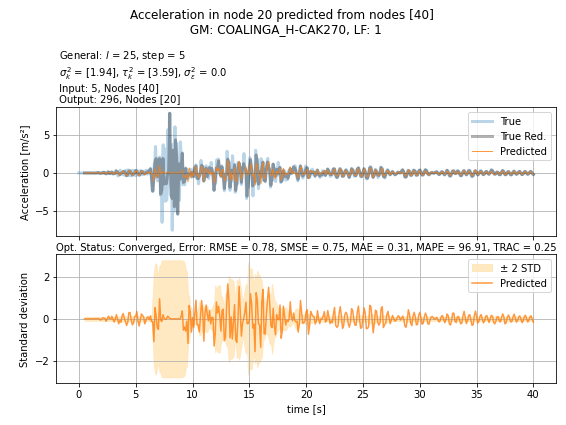 Acceleration in node 20 predicted from nodes [40]
GM: COALINGA_H-CAK270, LF: 1
General: l = 25, step = 5
σ²ₖ = [1.94], τ²ₖ = [3.59], σ²ε = 0.0
Input: 5, Nodes [40]
Output: 296, Nodes [20]
Acceleration [m/s²]
5
0
−5
True
True Red.
Predicted
Opt. Status: Converged, Error: RMSE = 0.78, SMSE = 0.75, MAE = 0.31, MAPE = 96.91, TRAC = 0.25
Standard deviation
2
0
−2
± 2 STD
Predicted
0 5 10 15 20 25 30 35 40
time [s]